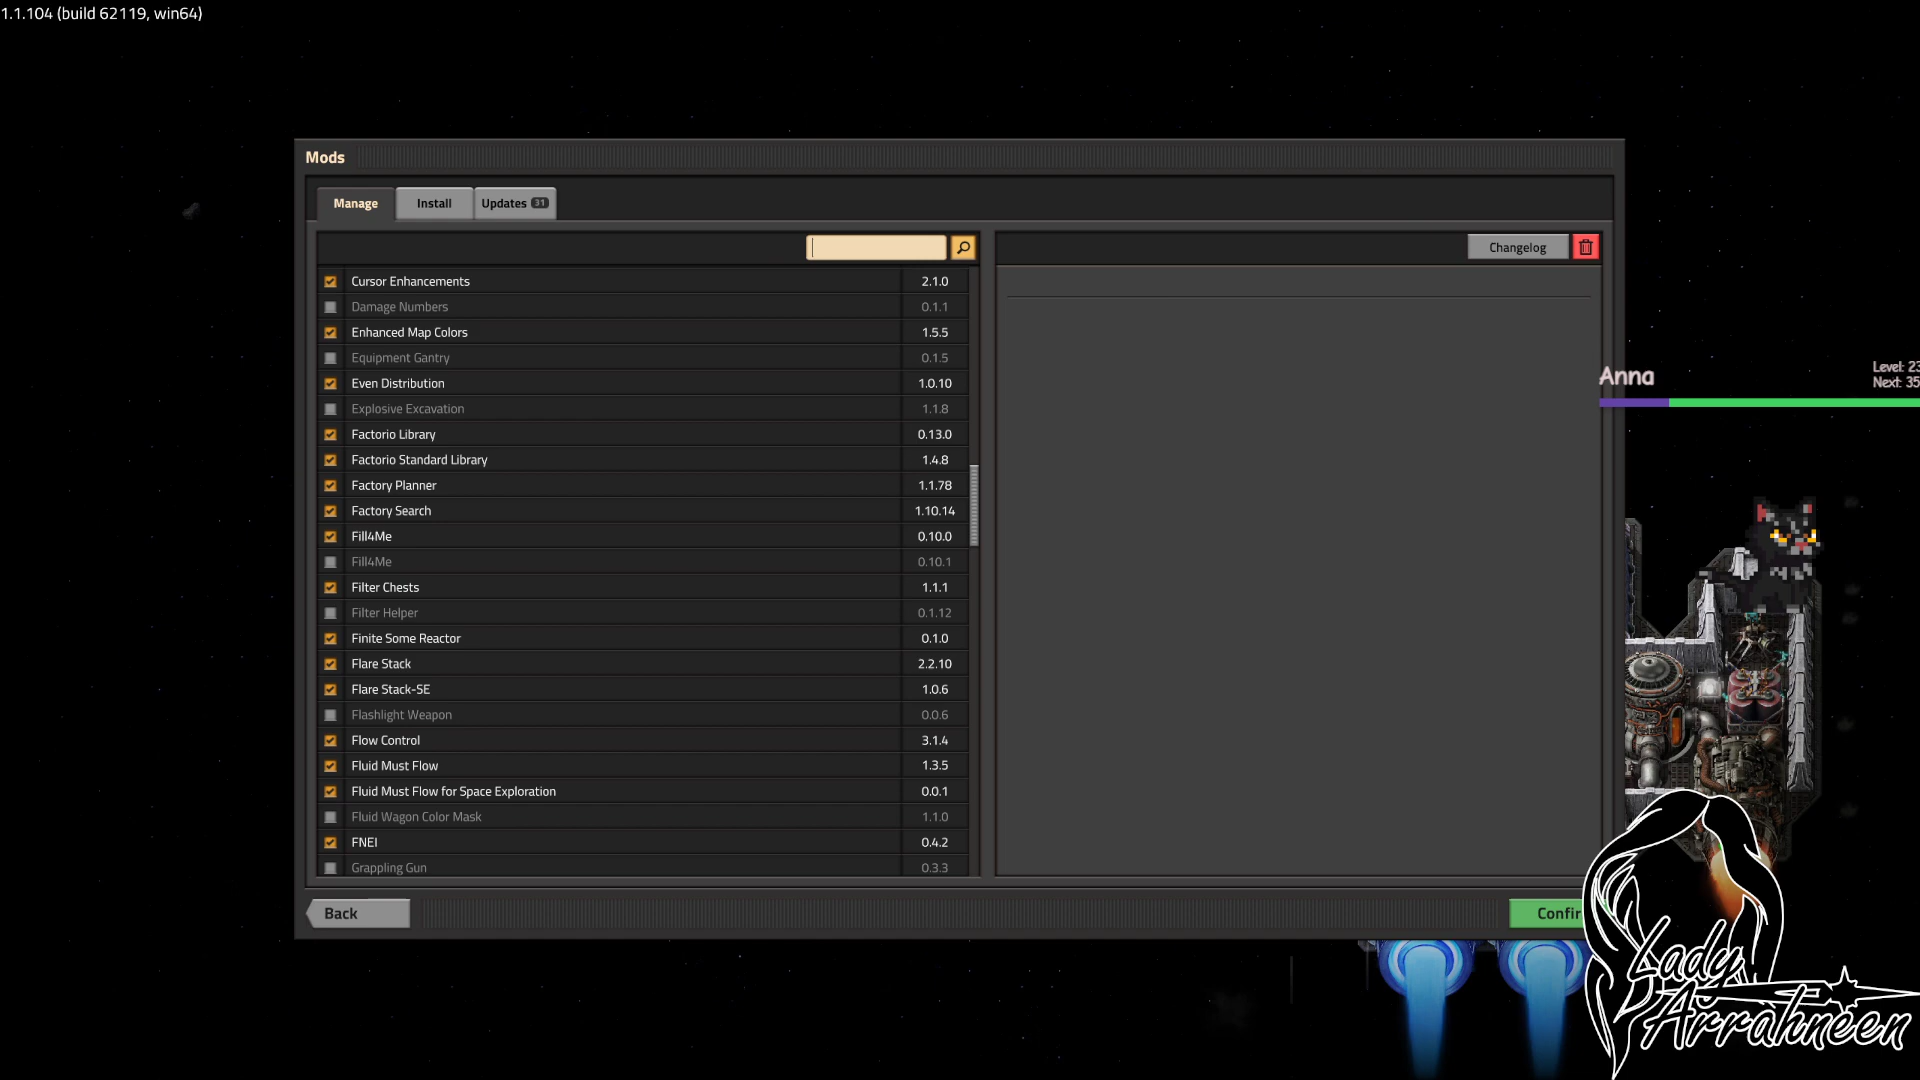 1.1.104 (build 62119, win64)
Mods
Manage
Install
Updates 31
Changelog
Cursor Enhancements 2.1.0
Damage Numbers 0.1.1
Enhanced Map Colors 1.5.5
Equipment Gantry 0.1.5
Even Distribution 1.0.10
Explosive Excavation 1.1.8
Factorio Library 0.13.0
Factorio Standard Library 1.4.8
Factory Planner 1.1.78
Factory Search 1.10.14
Fill4Me 0.10.0
Fill4Me 0.10.1
Filter Chests 1.1.1
Filter Helper 0.1.12
Finite Some Reactor 0.1.0
Flare Stack 2.2.10
Flare Stack-SE 1.0.6
Flashlight Weapon 0.0.6
Flow Control 3.1.4
Fluid Must Flow 1.3.5
Fluid Must Flow for Space Exploration 0.0.1
Fluid Wagon Color Mask 1.1.0
FNEI 0.4.2
Grappling Gun 0.3.3
Back
Confir
Anna
Level: 23
Next: 35
Lady
Arrahneen